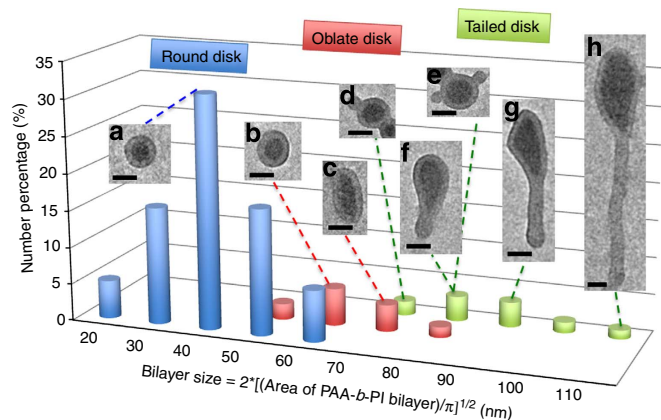 Round disk
Oblate disk
Tailed disk
a
b
c
d
e
f
g
h
Number percentage (%)
35
30
25
20
15
10
5
0
20
30
40
50
60
70
80
90
100
110
Bilayer size = 2*[(Area of PAA-b-PI bilayer)/π]^1/2 (nm)